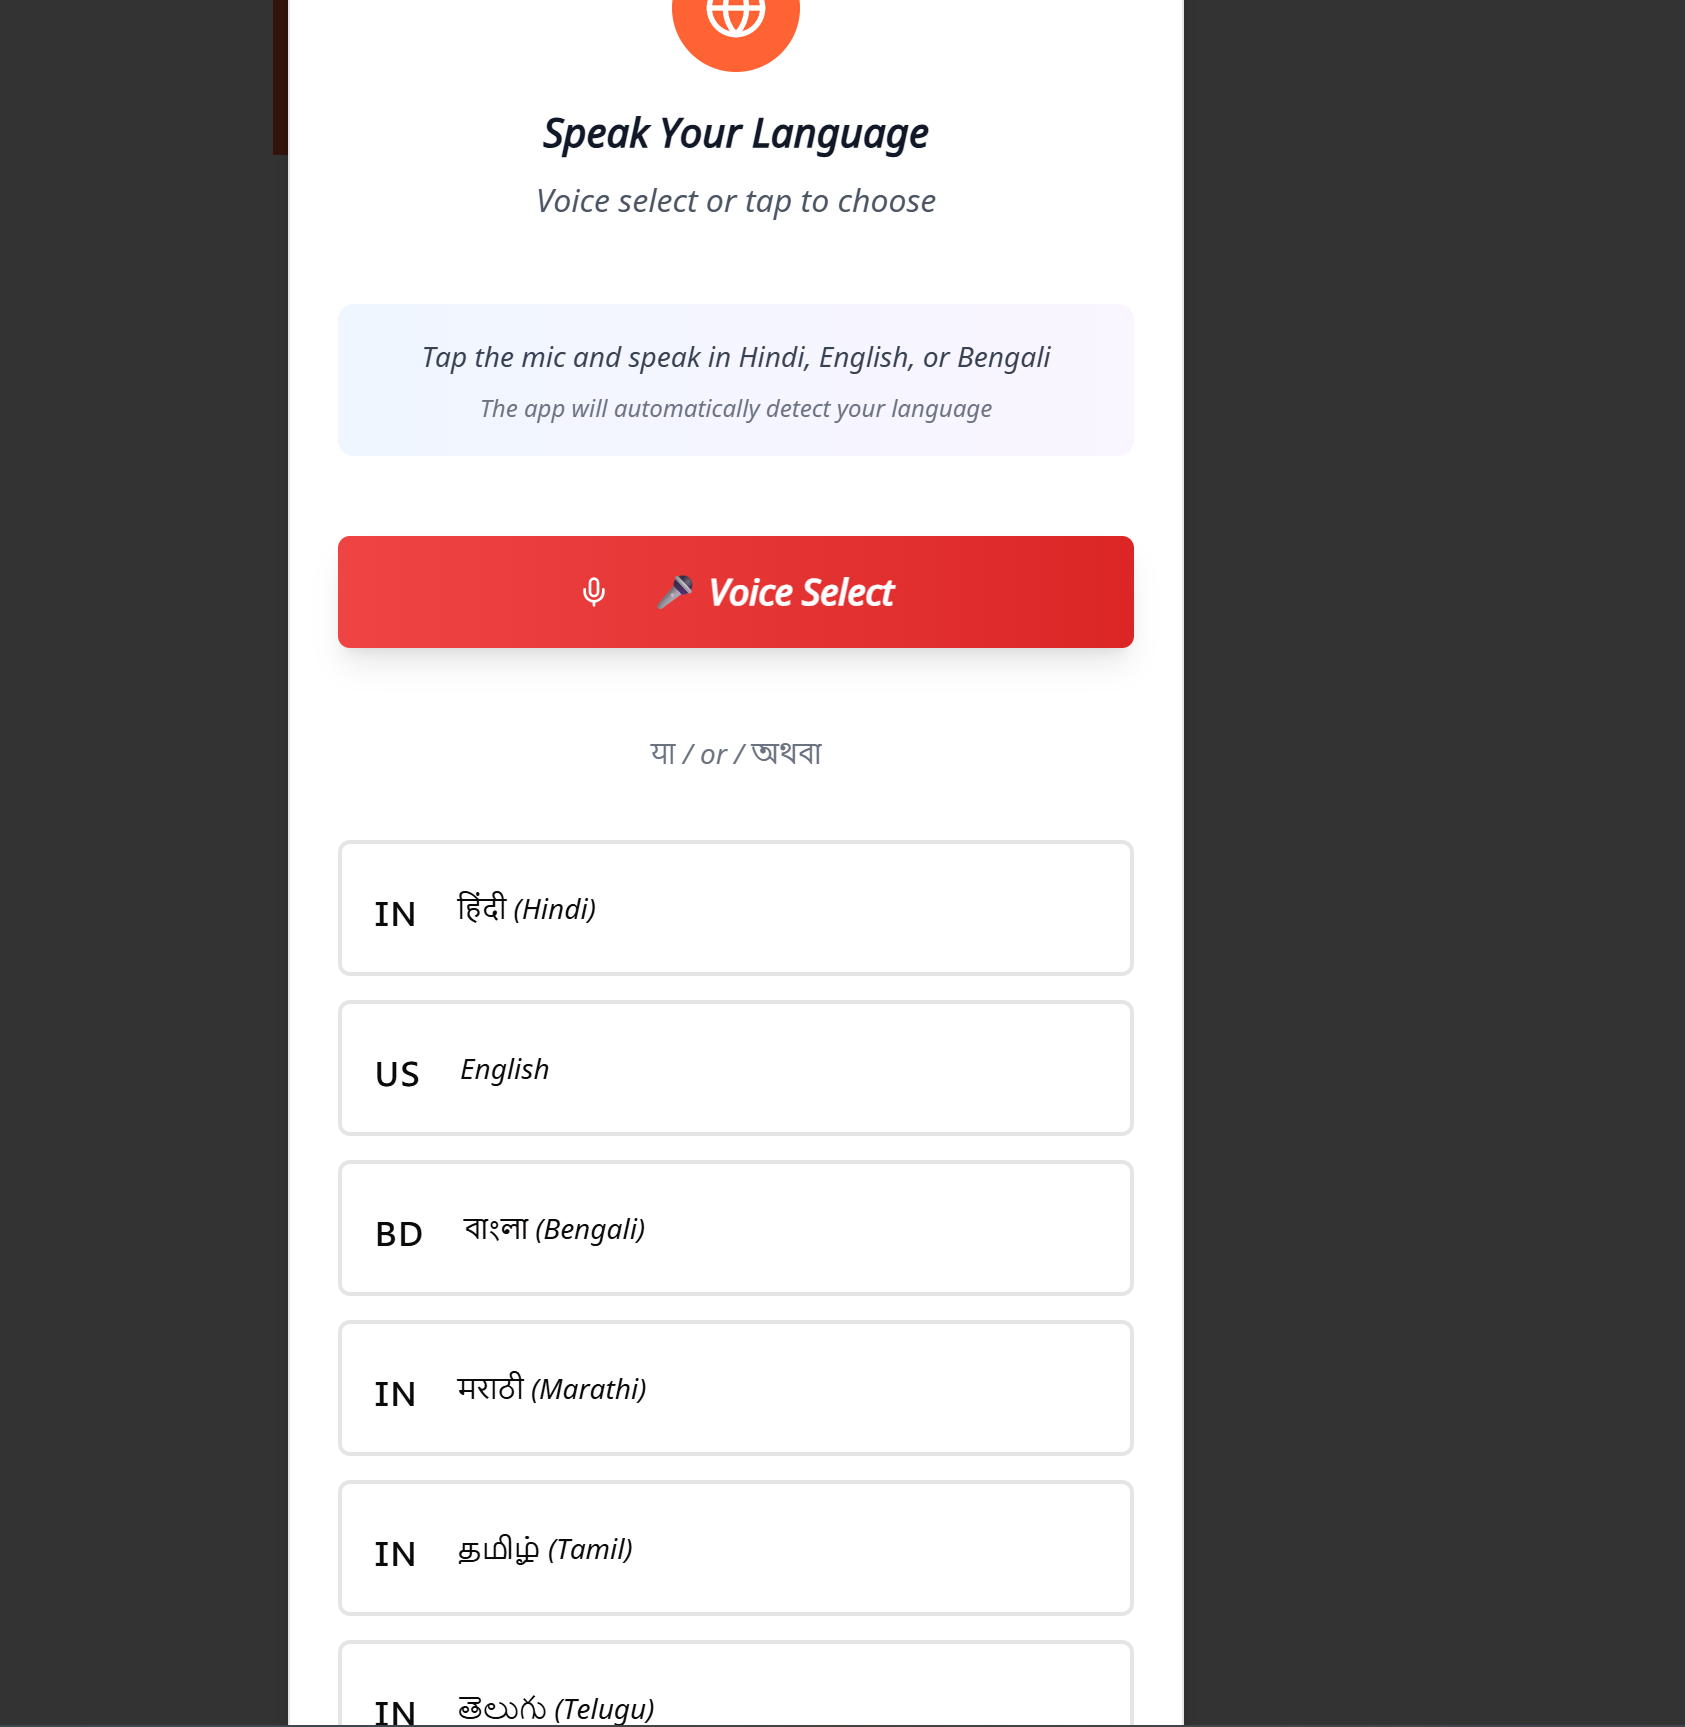 Speak Your Language
Voice select or tap to choose
Tap the mic and speak in Hindi, English, or Bengali
The app will automatically detect your language
🎤 Voice Select
या / or / অথবা
IN हिंदी (Hindi)
US English
BD বাংলা (Bengali)
IN मराठी (Marathi)
IN தமிழ் (Tamil)
IN తెలుగు (Telugu)